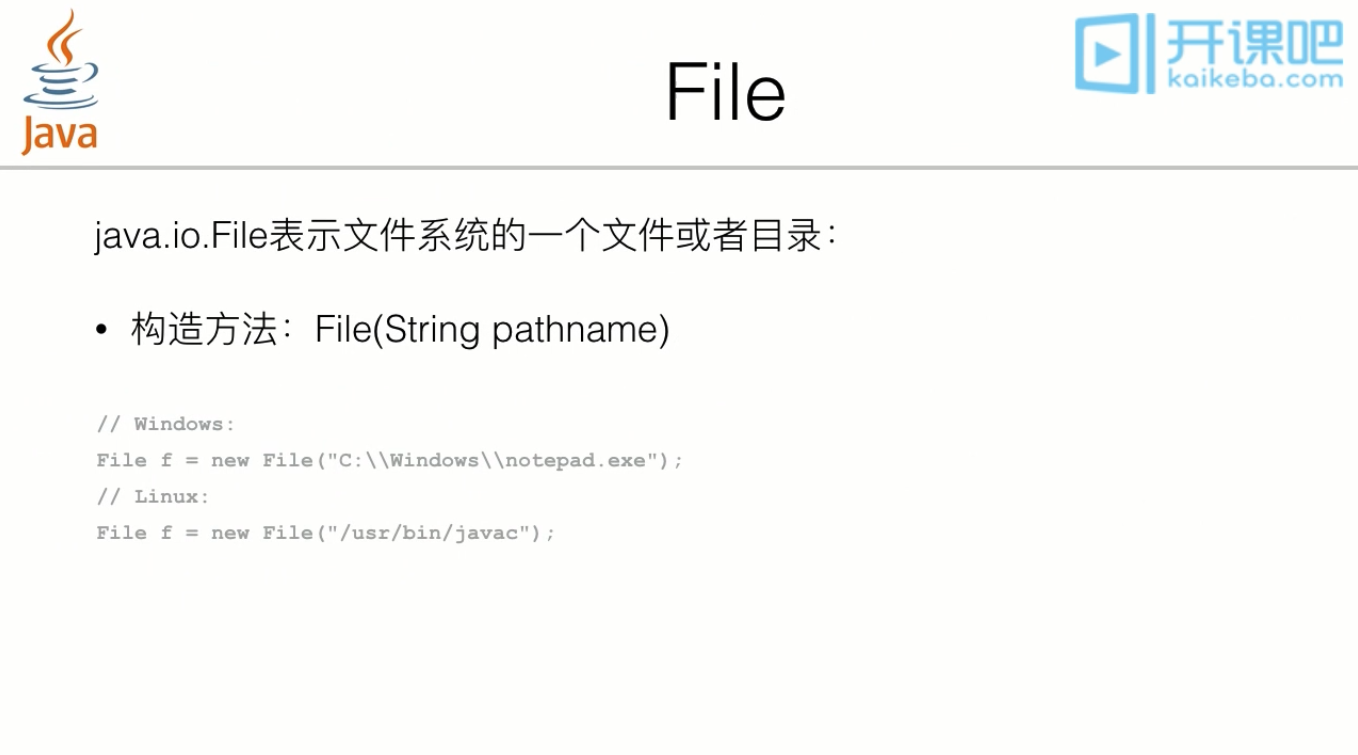 Java
开课吧
kaikeba.com
File
java.io.File表示文件系统的一个文件或者目录：
• 构造方法：File(String pathname)
// Windows:
File f = new File("C:\\Windows\\notepad.exe");
// Linux:
File f = new File("/usr/bin/javac");